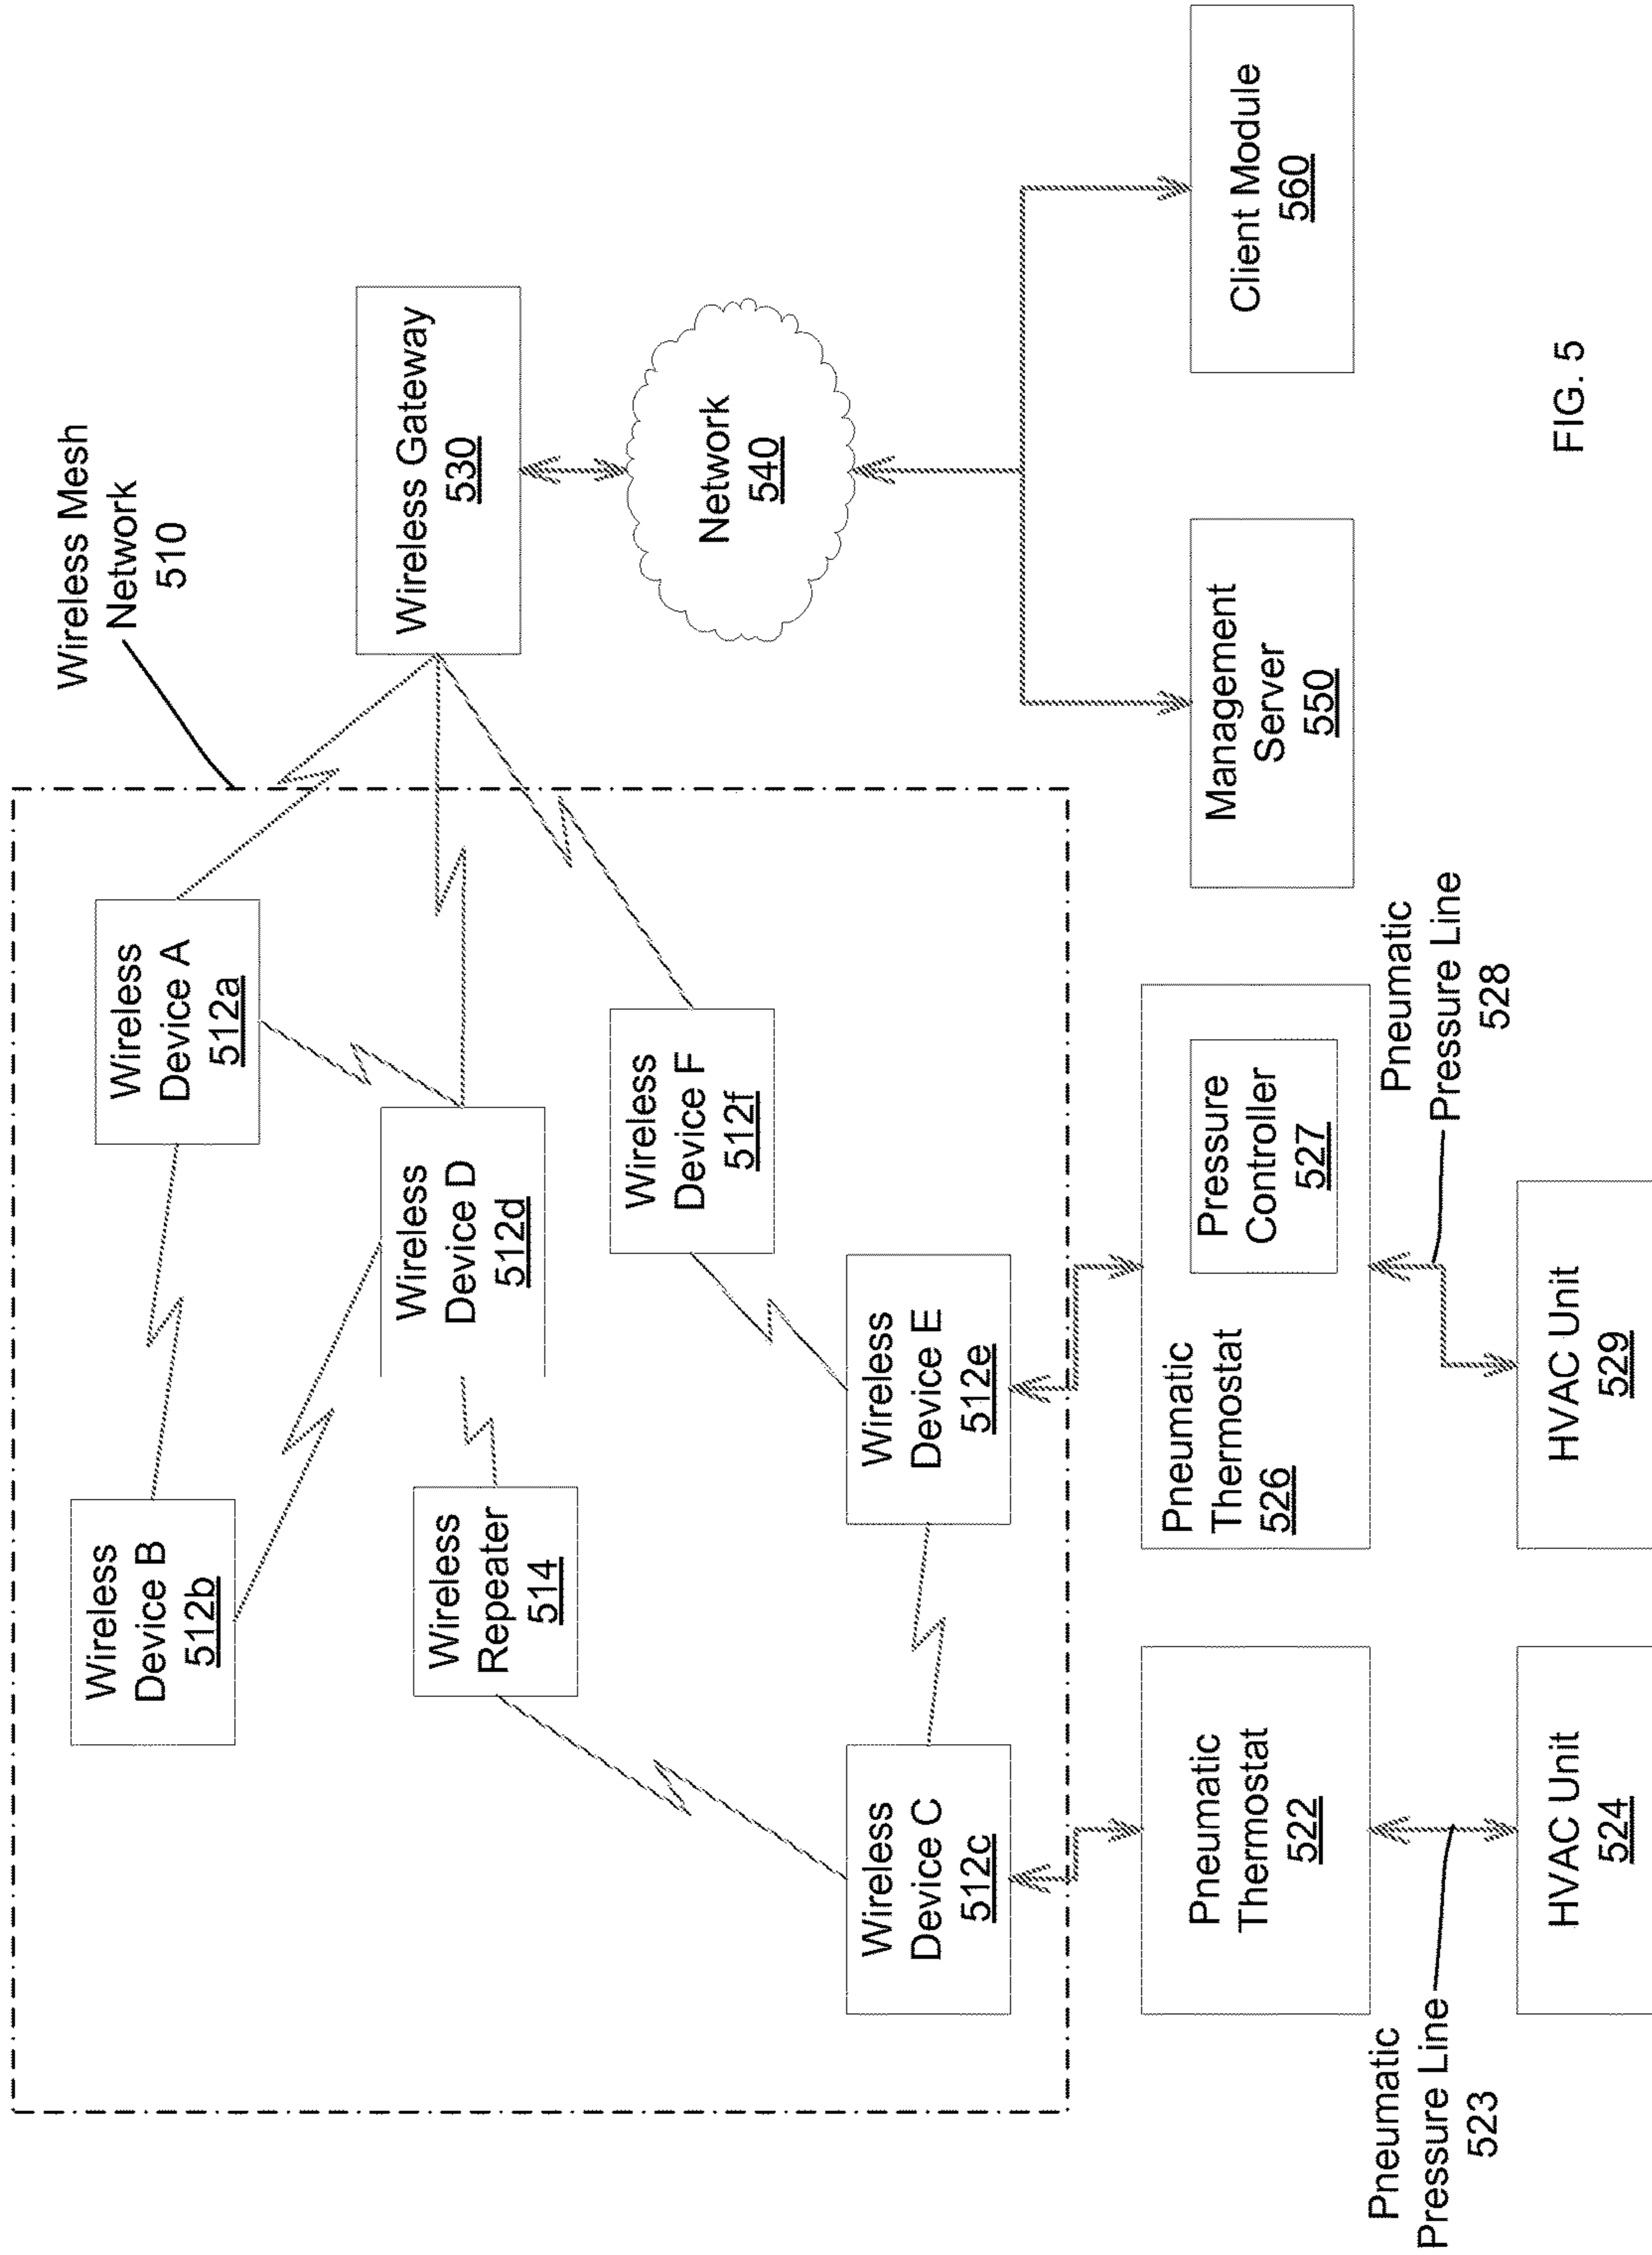 Wireless Mesh
Network
510
Wireless
Device B
512b
Wireless
Device A
512a
Wireless Gateway
530
Wireless
Repeater
514
Wireless
Device D
512d
Wireless
Device F
512f
Network
540
Wireless
Device C
512c
Wireless
Device E
512e
Pneumatic
Thermostat
522
Pneumatic
Thermostat
526
Pressure
Controller
527
Management
Server
550
Client Module
560
Pneumatic
Pressure Line
523
Pneumatic
Pressure Line
528
HVAC Unit
524
HVAC Unit
529
FIG. 5